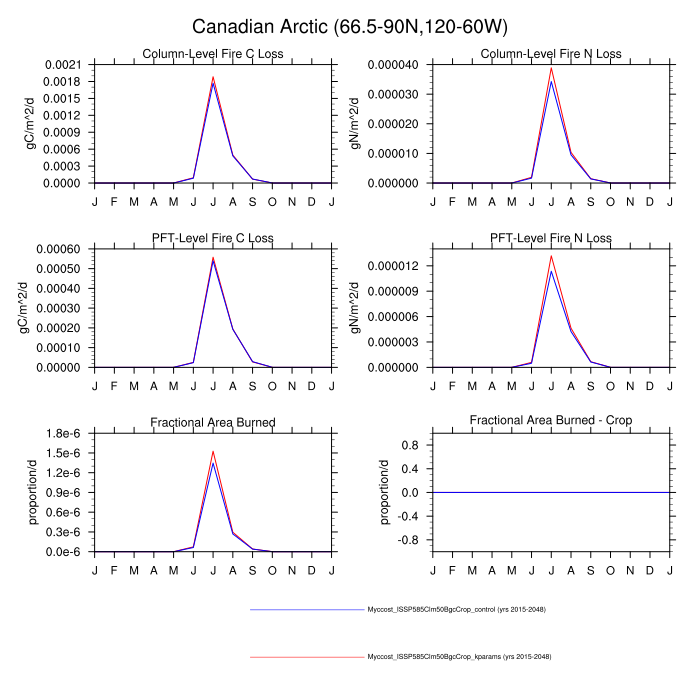 Canadian Arctic (66.5-90N,120-60W)
Column-Level Fire C Loss
gC/m^2/d
0.0021
0.0018
0.0015
0.0012
0.0009
0.0006
0.0003
0.0000
J F M A M J J A S O N D J
Column-Level Fire N Loss
gN/m^2/d
0.000040
0.000030
0.000020
0.000010
0.000000
J F M A M J J A S O N D J
PFT-Level Fire C Loss
gC/m^2/d
0.00060
0.00050
0.00040
0.00030
0.00020
0.00010
0.00000
J F M A M J J A S O N D J
PFT-Level Fire N Loss
gN/m^2/d
0.000012
0.000009
0.000006
0.000003
0.000000
J F M A M J J A S O N D J
Fractional Area Burned
proportion/d
1.8e-6
1.5e-6
1.2e-6
0.9e-6
0.6e-6
0.3e-6
0.0e-6
J F M A M J J A S O N D J
Fractional Area Burned - Crop
proportion/d
0.8
0.4
0.0
-0.4
-0.8
J F M A M J J A S O N D J
Myccost_ISSP585Clm50BgcCrop_control (yrs 2015-2048)
Myccost_ISSP585Clm50BgcCrop_kparams (yrs 2015-2048)